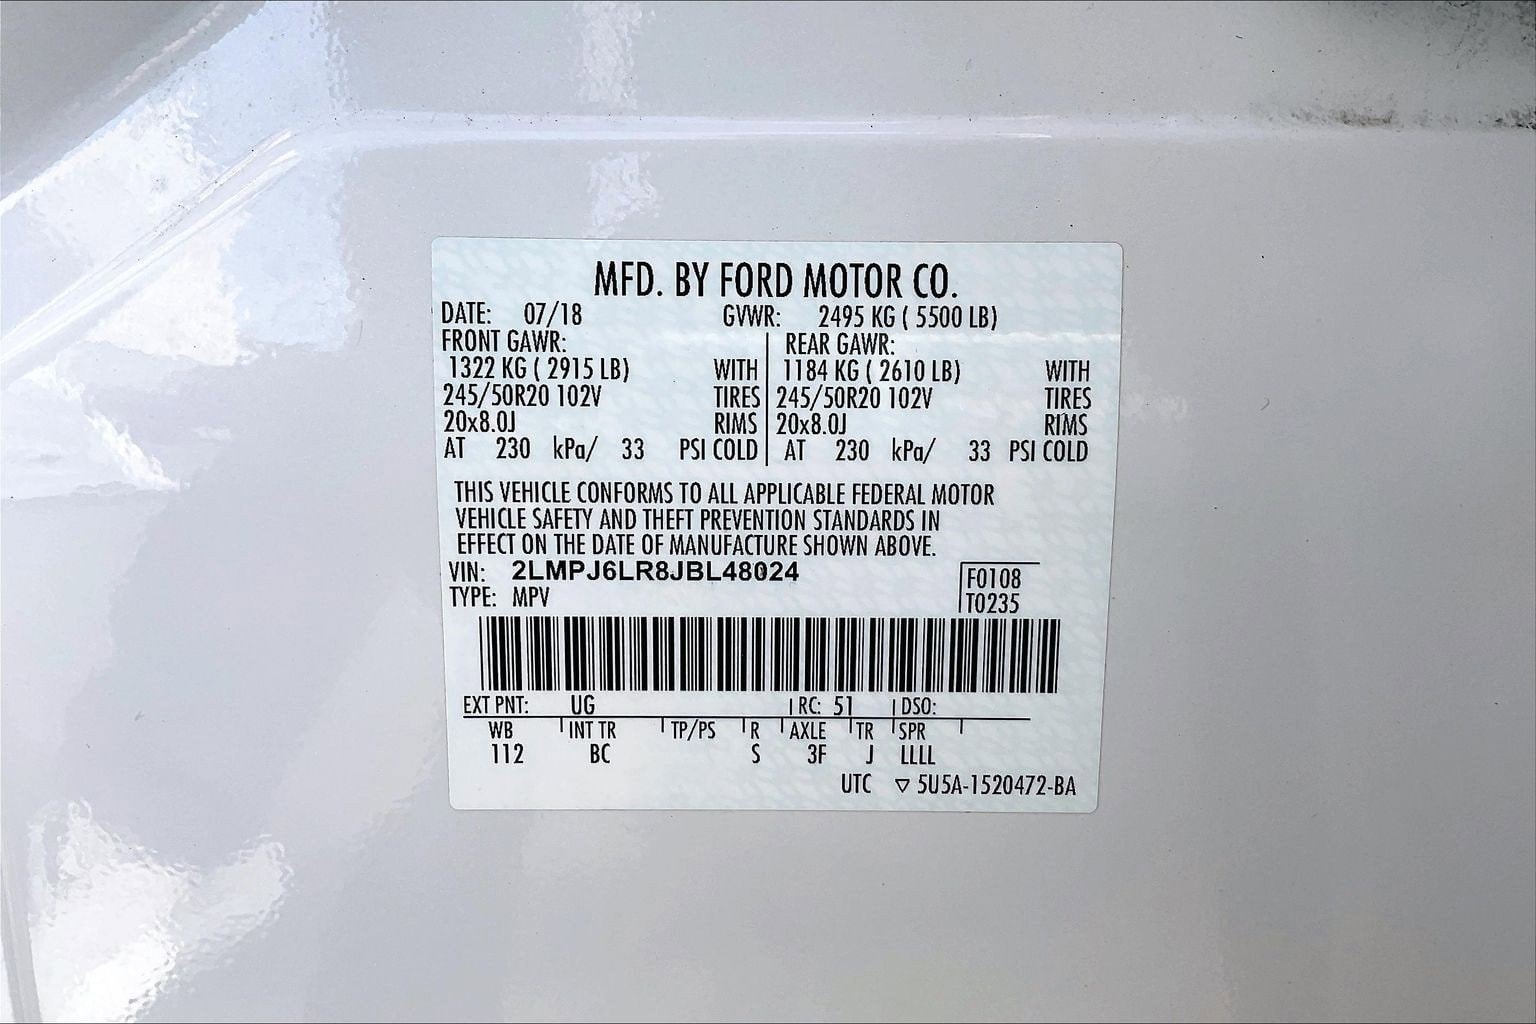 MFD. BY FORD MOTOR CO.
DATE: 07/18 GVWR: 2495 KG ( 5500 LB)
FRONT GAWR: REAR GAWR:
1322 KG ( 2915 LB) WITH 1184 KG ( 2610 LB) WITH
245/50R20 102V TIRES 245/50R20 102V TIRES
20x8.0J RIMS 20x8.0J RIMS
AT 230 kPa/ 33 PSI COLD AT 230 kPa/ 33 PSI COLD
THIS VEHICLE CONFORMS TO ALL APPLICABLE FEDERAL MOTOR
VEHICLE SAFETY AND THEFT PREVENTION STANDARDS IN
EFFECT ON THE DATE OF MANUFACTURE SHOWN ABOVE.
VIN: 2LMPJ6LR8JBL48024 F0108
TYPE: MPV T0235
EXT PNT: UG RC: 51 DSO:
WB INT TR TP/PS R AXLE TR SPR
112 BC S 3F J LLLL
UTC ▽ 5U5A-1520472-BA